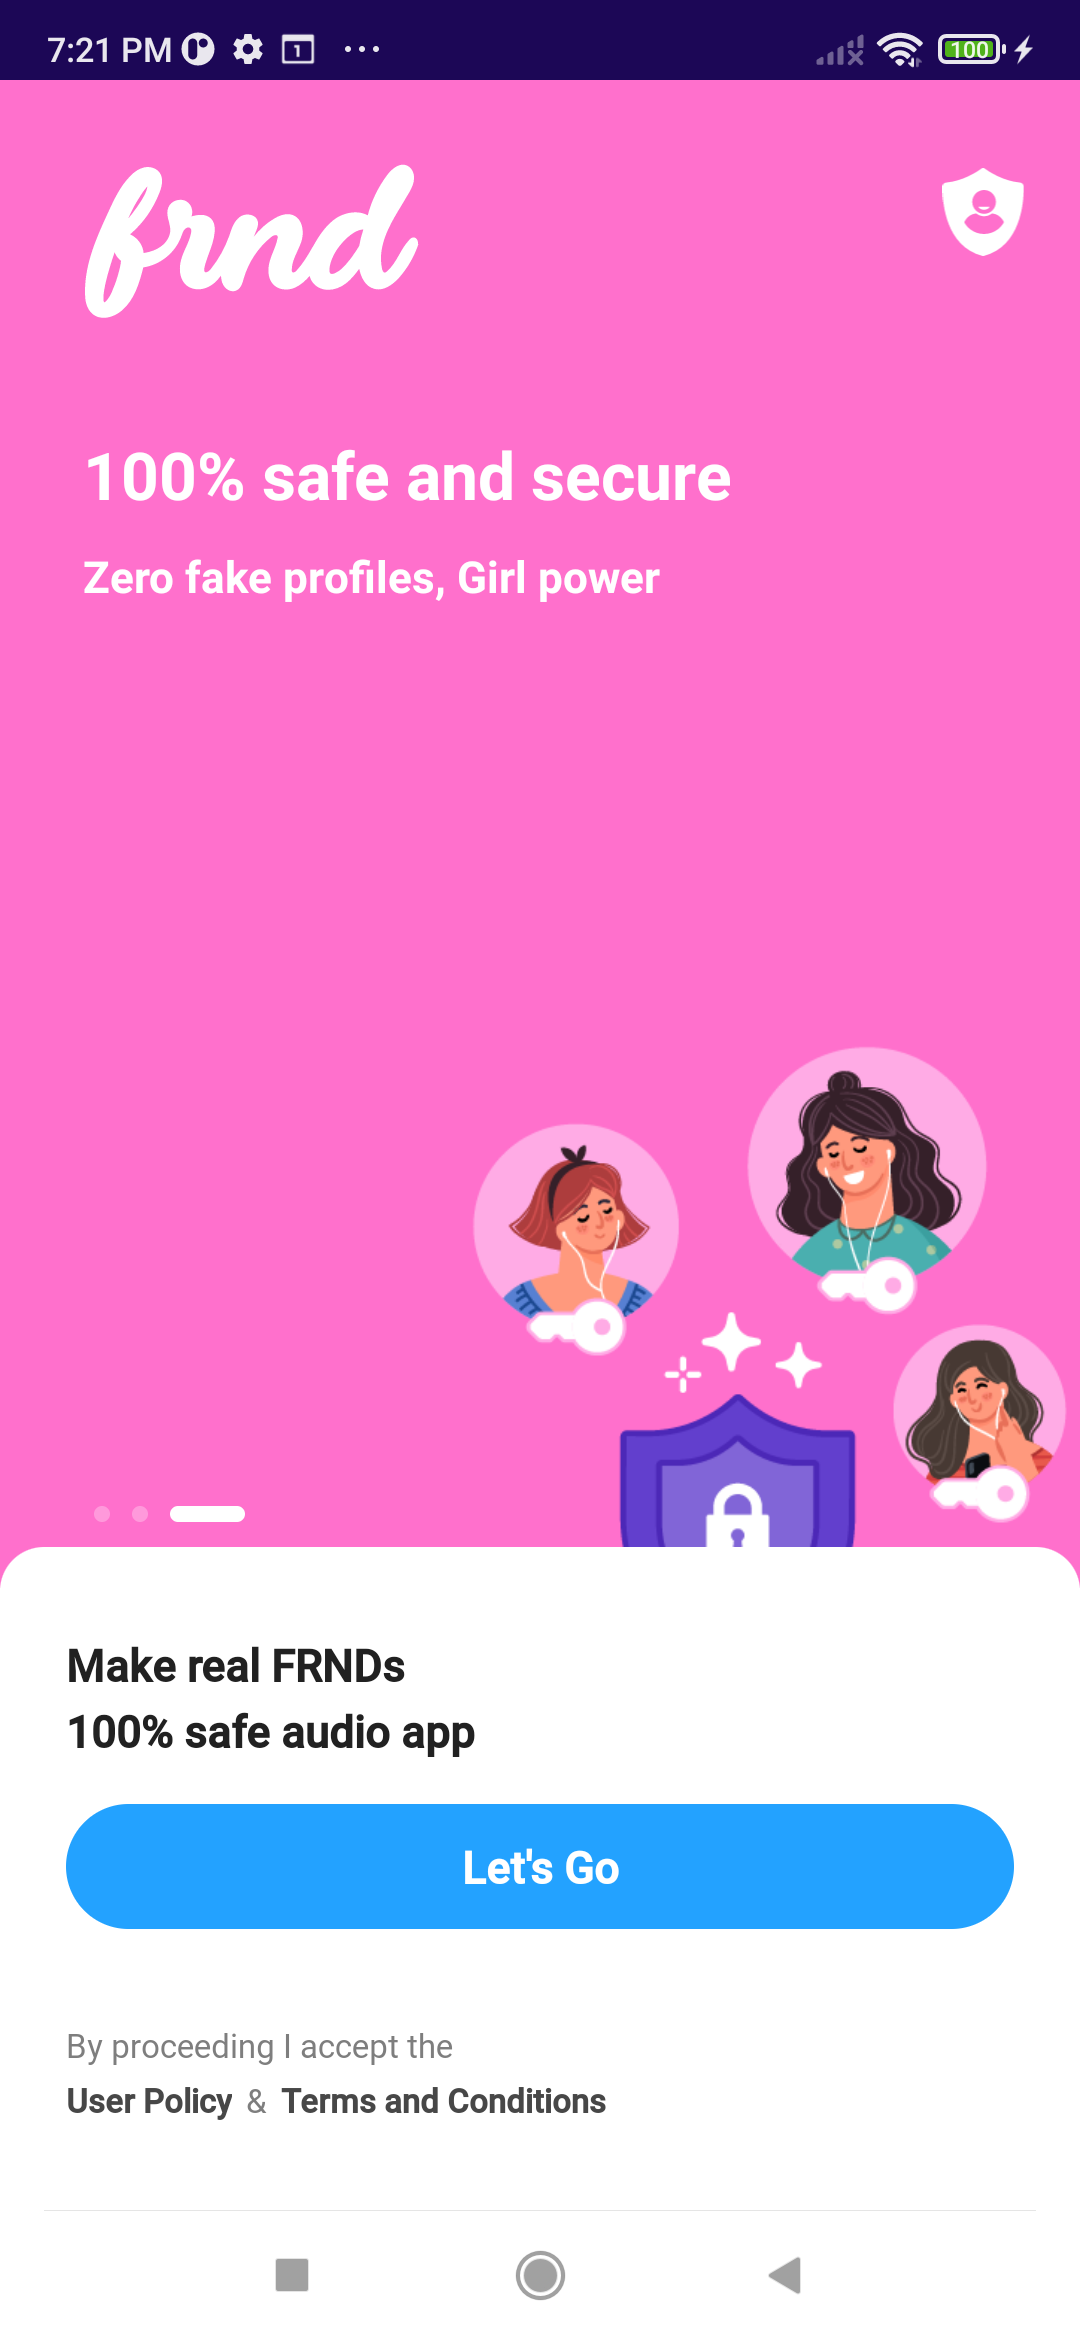 7:21 PM
1
100
frnd
100% safe and secure
Zero fake profiles, Girl power
Make real FRNDs
100% safe audio app
Let's Go
By proceeding I accept the
User Policy & Terms and Conditions